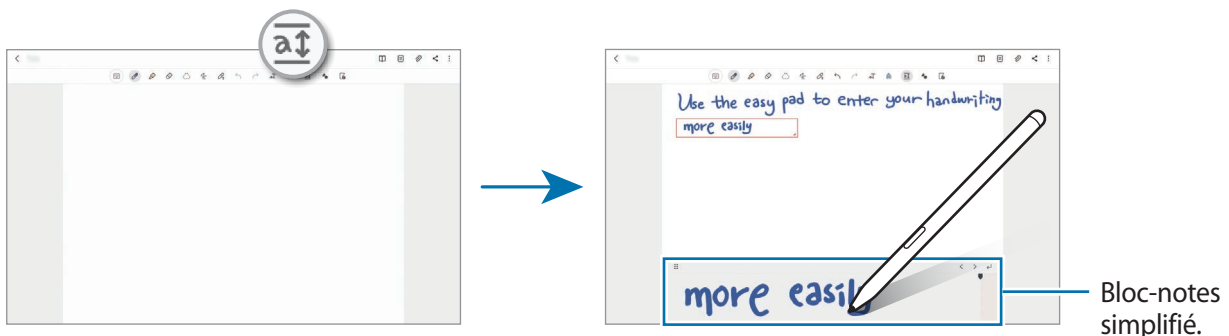 a
Use the easy pad to enter your handwriting
more easily
more easily
Bloc-notes
simplifié.